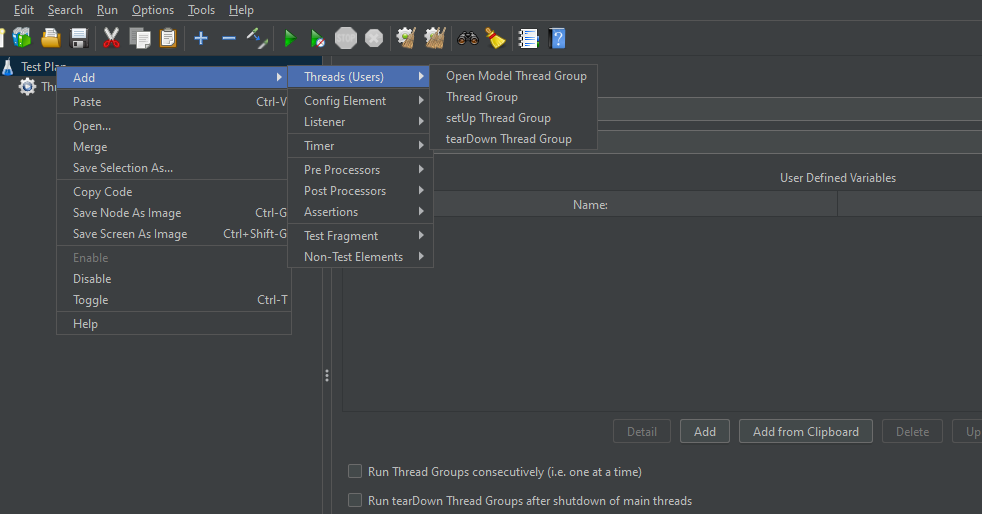 Edit Search Run Options Tools Help
Test Plan
Add
Paste Ctrl-V
Open...
Merge
Save Selection As...
Copy Code
Save Node As Image Ctrl-G
Save Screen As Image Ctrl+Shift-G
Enable
Disable
Toggle Ctrl-T
Help
Threads (Users)
Config Element
Listener
Timer
Pre Processors
Post Processors
Assertions
Test Fragment
Non-Test Elements
Open Model Thread Group
Thread Group
setUp Thread Group
tearDown Thread Group
User Defined Variables
Name:
Detail Add Add from Clipboard Delete Up
Run Thread Groups consecutively (i.e. one at a time)
Run tearDown Thread Groups after shutdown of main threads